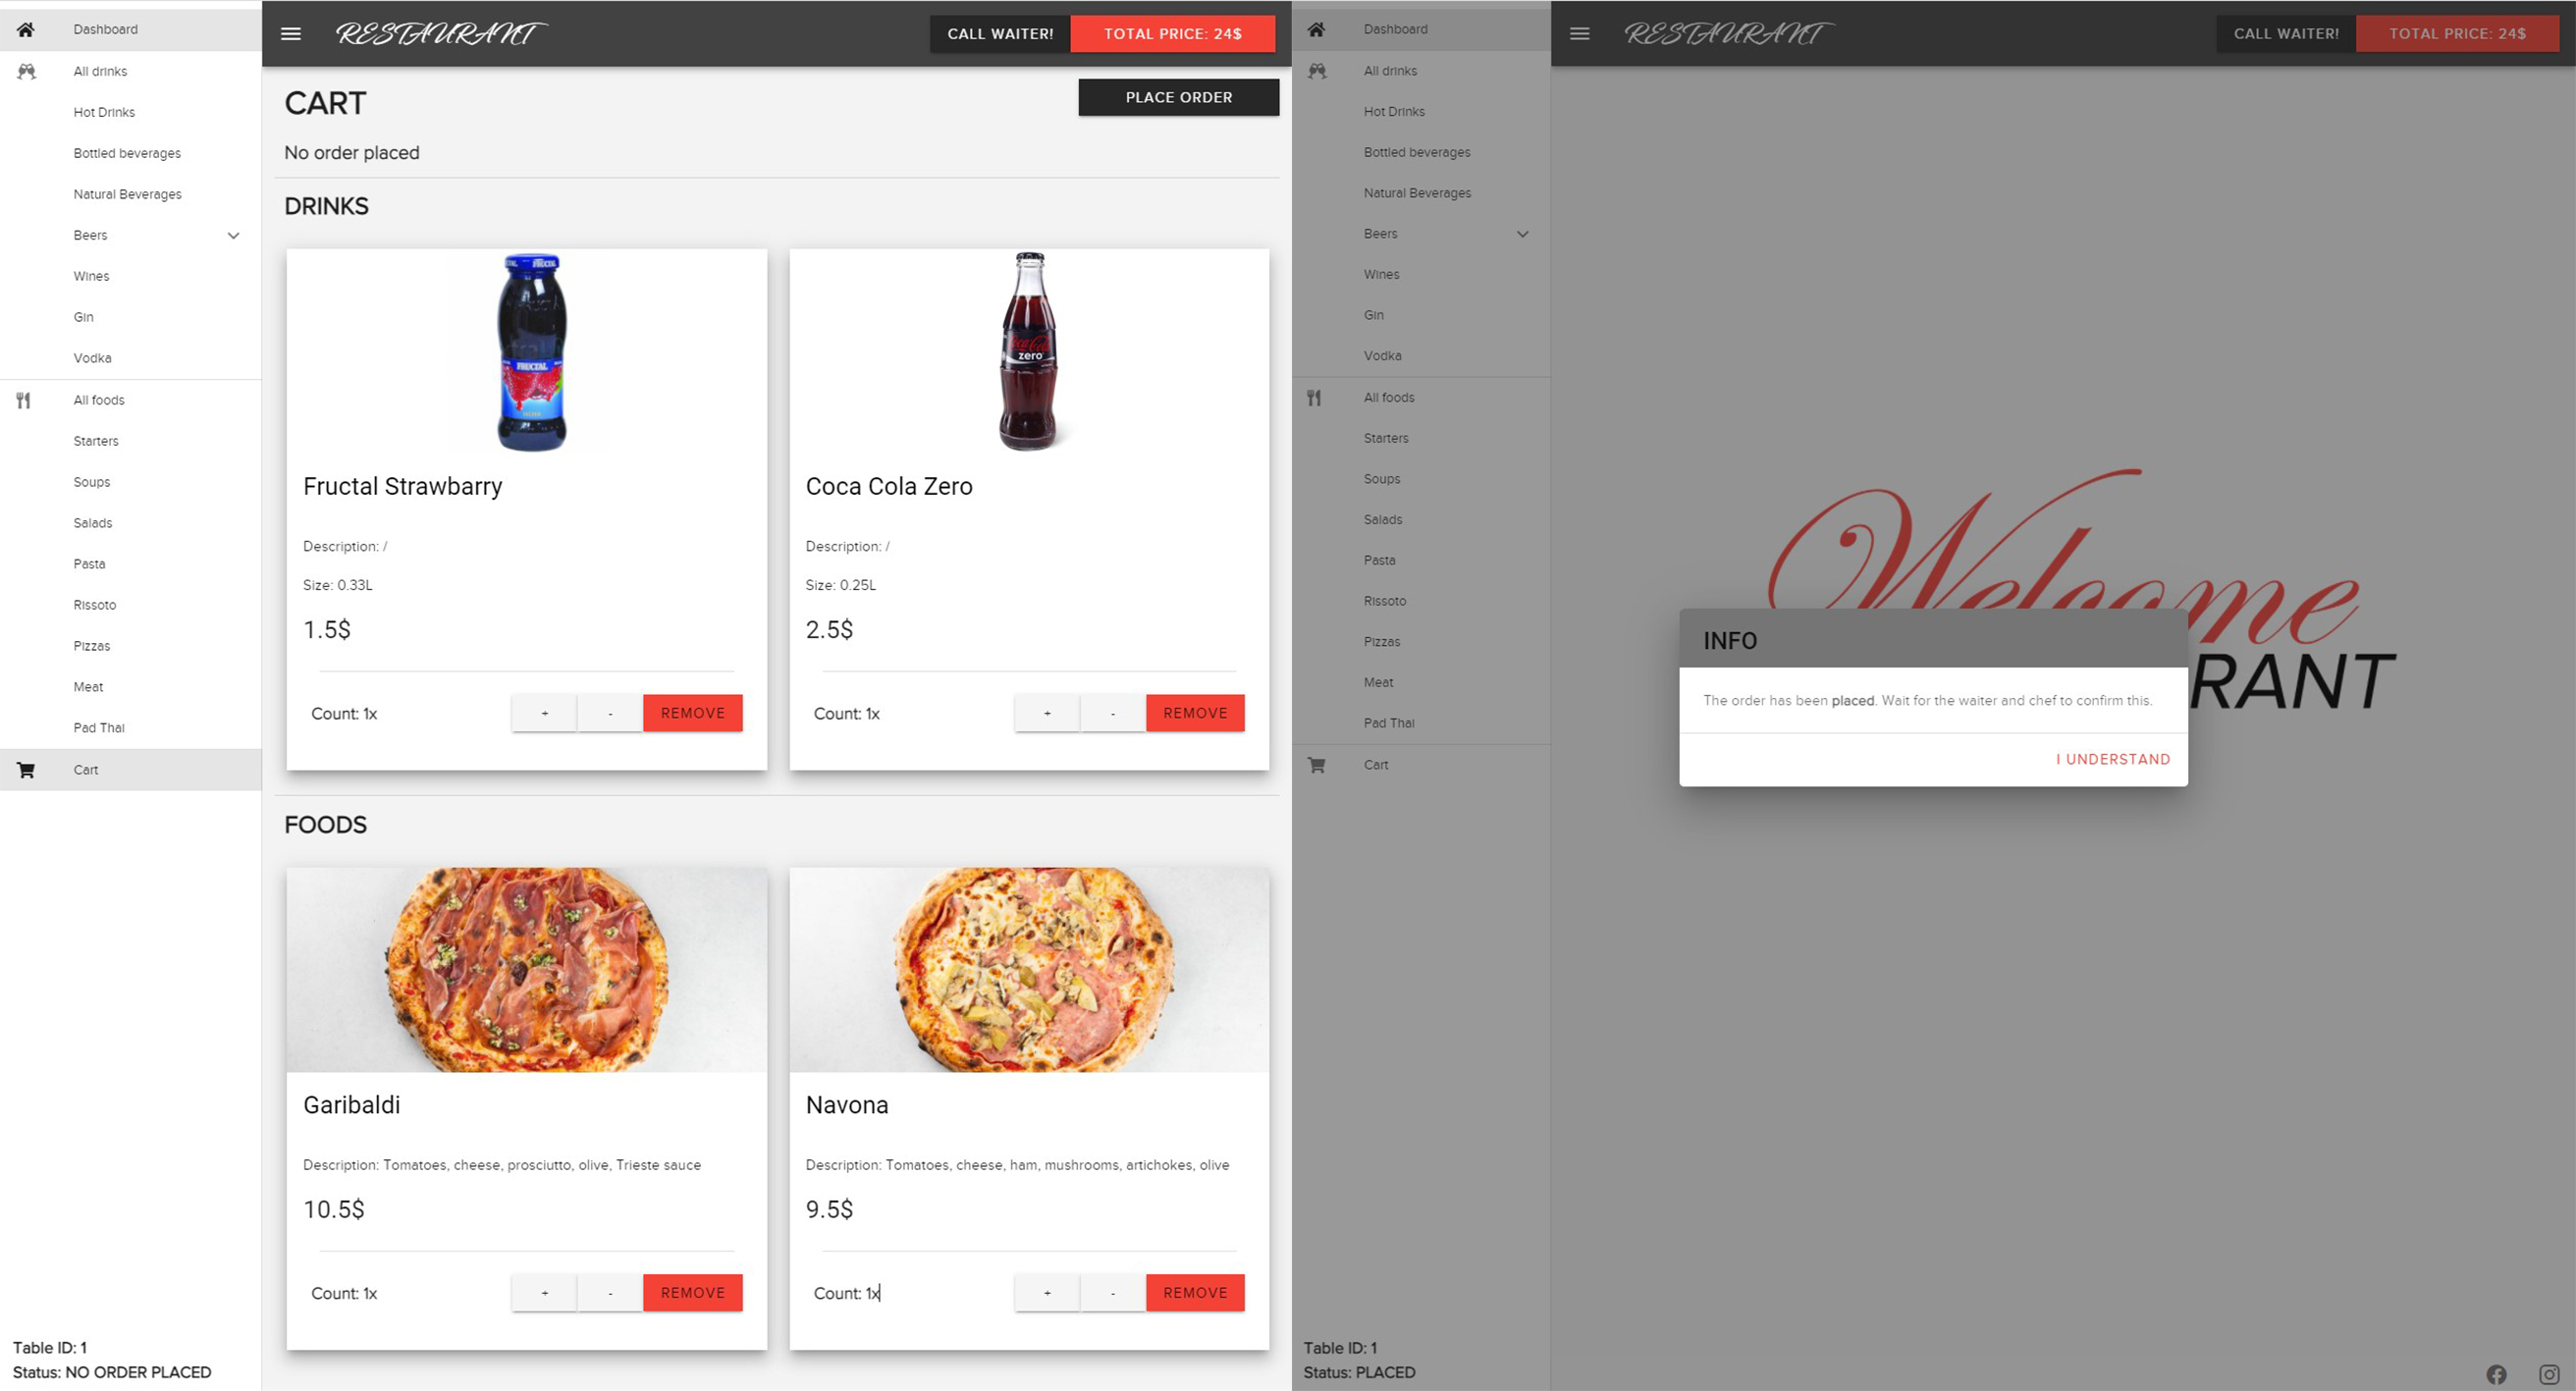 Dashboard
All drinks
Hot Drinks
Bottled beverages
Natural Beverages
Beers
Wines
Gin
Vodka
All foods
Starters
Soups
Salads
Pasta
Rissoto
Pizzas
Meat
Pad Thai
Cart
Table ID: 1
Status: NO ORDER PLACED
RESTAURANT
CALL WAITER!
TOTAL PRICE: 24$
CART
PLACE ORDER
No order placed
DRINKS
FRUCTAL
FRUCTAL
Fructal Strawbarry
Description: /
Size: 0.33L
1.5$
Count: 1x
+
-
REMOVE
Coca Cola
zero
Coca Cola Zero
Description: /
Size: 0.25L
2.5$
Count: 1x
+
-
REMOVE
FOODS
Garibaldi
Description: Tomatoes, cheese, prosciutto, olive, Trieste sauce
10.5$
Count: 1x
+
-
REMOVE
Navona
Description: Tomatoes, cheese, ham, mushrooms, artichokes, olive
9.5$
Count: 1x
+
-
REMOVE
Dashboard
All drinks
Hot Drinks
Bottled beverages
Natural Beverages
Beers
Wines
Gin
Vodka
All foods
Starters
Soups
Salads
Pasta
Rissoto
Pizzas
Meat
Pad Thai
Cart
Table ID: 1
Status: PLACED
RESTAURANT
CALL WAITER!
TOTAL PRICE: 24$
Welcome
RANT
INFO
The order has been placed. Wait for the waiter and chef to confirm this.
I UNDERSTAND